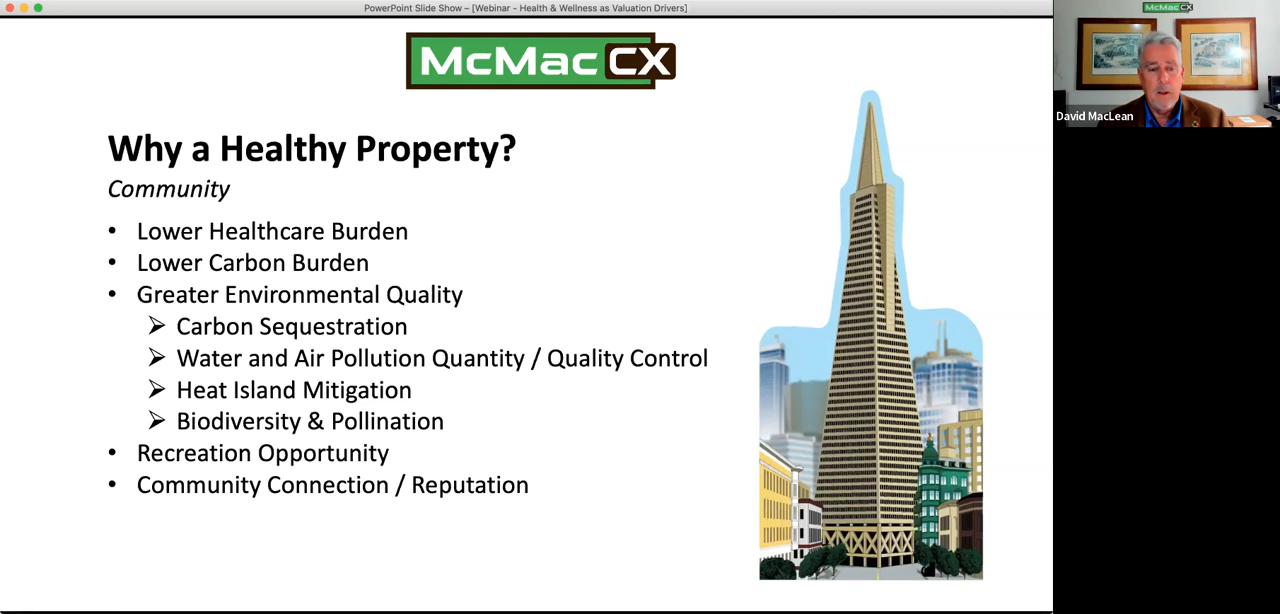 PowerPoint Slide Show – [Webinar - Health & Wellness as Valuation Drivers]
McMac CX
McMac CX
David MacLean
Why a Healthy Property?
Community
• Lower Healthcare Burden
• Lower Carbon Burden
• Greater Environmental Quality
➢ Carbon Sequestration
➢ Water and Air Pollution Quantity / Quality Control
➢ Heat Island Mitigation
➢ Biodiversity & Pollination
• Recreation Opportunity
• Community Connection / Reputation